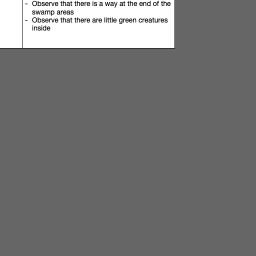 - Observe that there is a way at the end of the
swamp areas
- Observe that there are little green creatures
inside